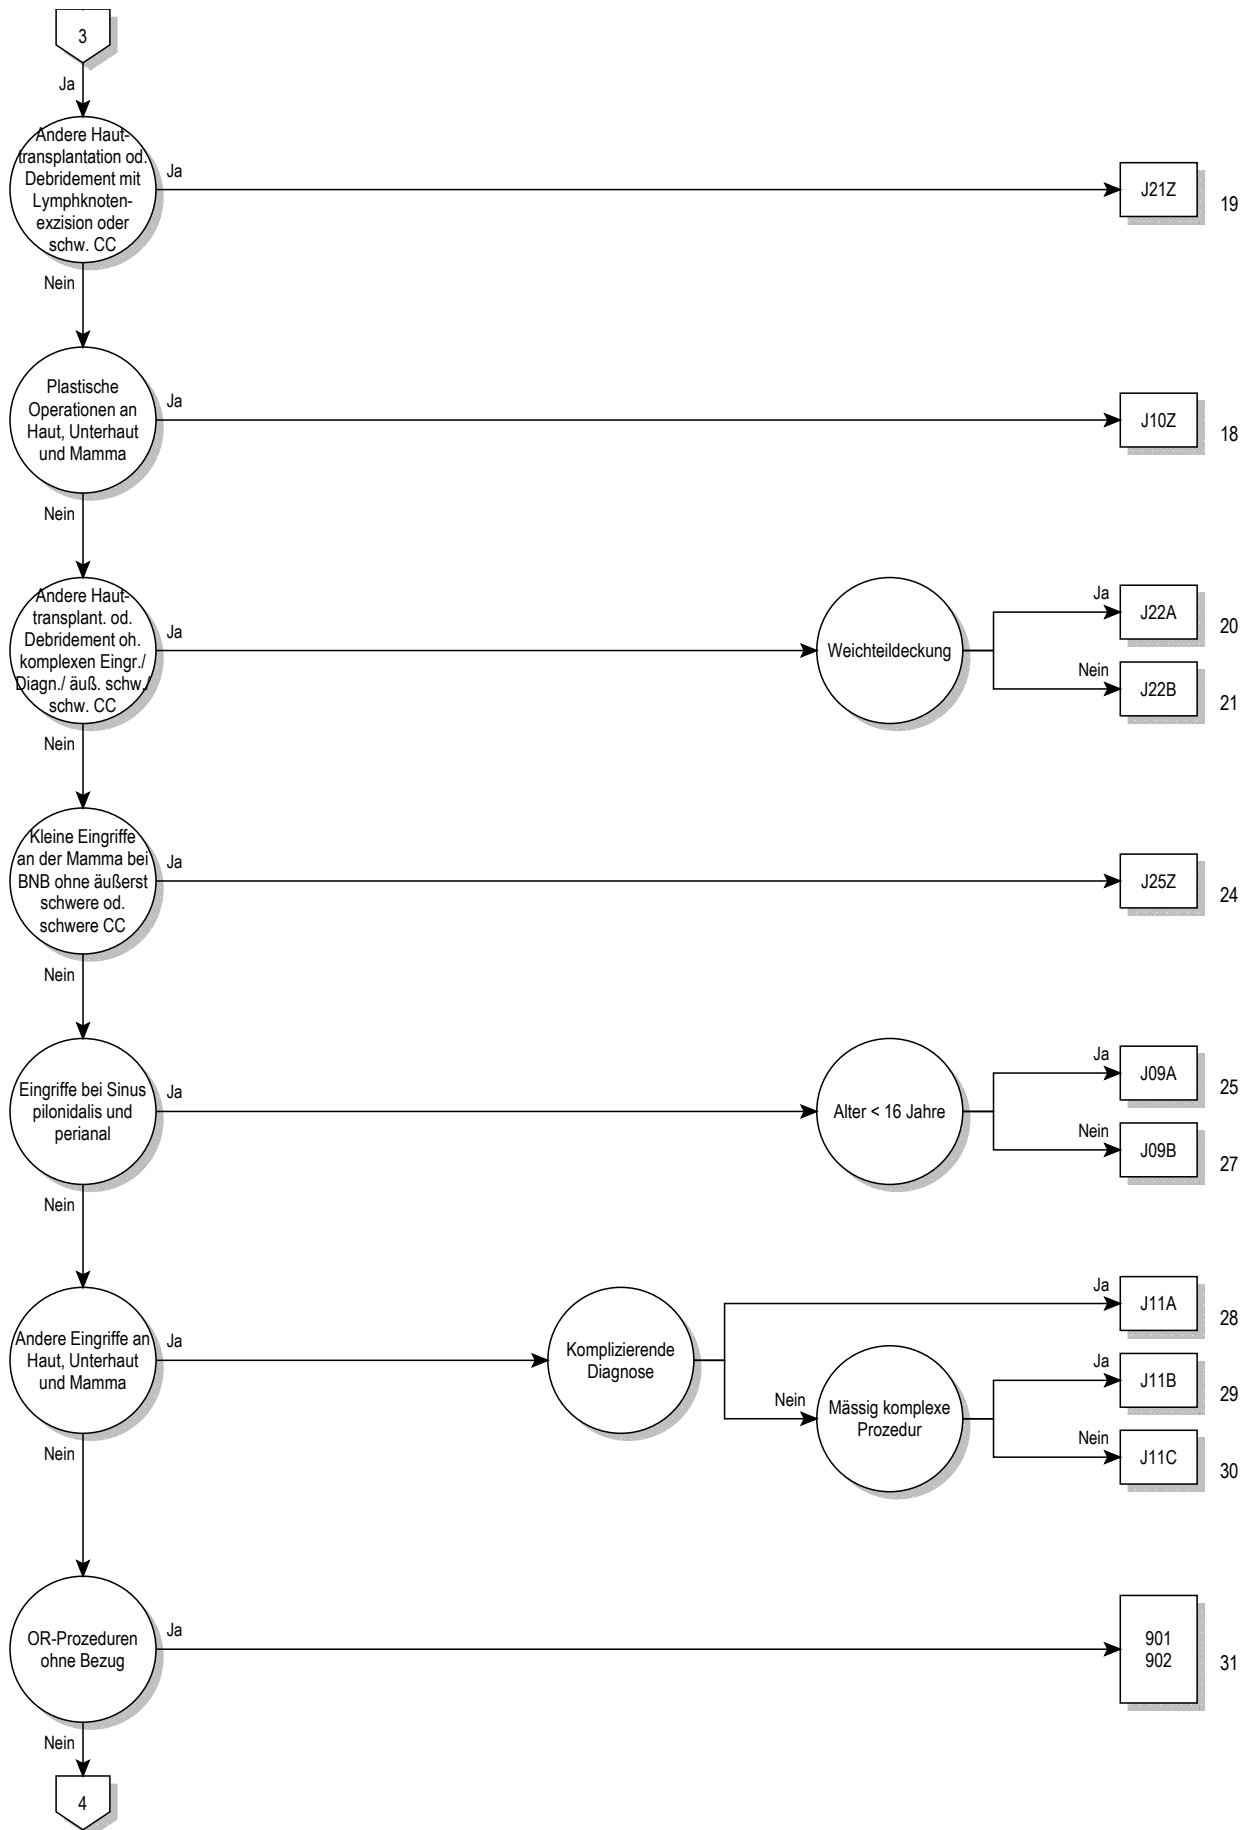 3
Ja
Andere Haut-
transplantation od.
Debridement mit
Lymphknoten-
exzision oder
schw. CC
Ja
J21Z
19
Nein
Plastische
Operationen an
Haut, Unterhaut
und Mamma
Ja
J10Z
18
Nein
Andere Haut-
transplant. od.
Debridement oh.
komplexen Eingr./
Diagn./ äuß. schw./
schw. CC
Ja
Weichteildeckung
Ja
J22A
20
Nein
J22B
21
Nein
Kleine Eingriffe
an der Mamma bei
BNB ohne äußerst
schwere od.
schwere CC
Ja
J25Z
24
Nein
Eingriffe bei Sinus
pilonidalis und
perianal
Ja
Alter < 16 Jahre
Ja
J09A
25
Nein
J09B
27
Nein
Andere Eingriffe an
Haut, Unterhaut
und Mamma
Ja
Komplizierende
Diagnose
Ja
J11A
28
Nein
Mässig komplexe
Prozedur
Ja
J11B
29
Nein
J11C
30
Nein
OR-Prozeduren
ohne Bezug
Ja
901
902
31
Nein
4